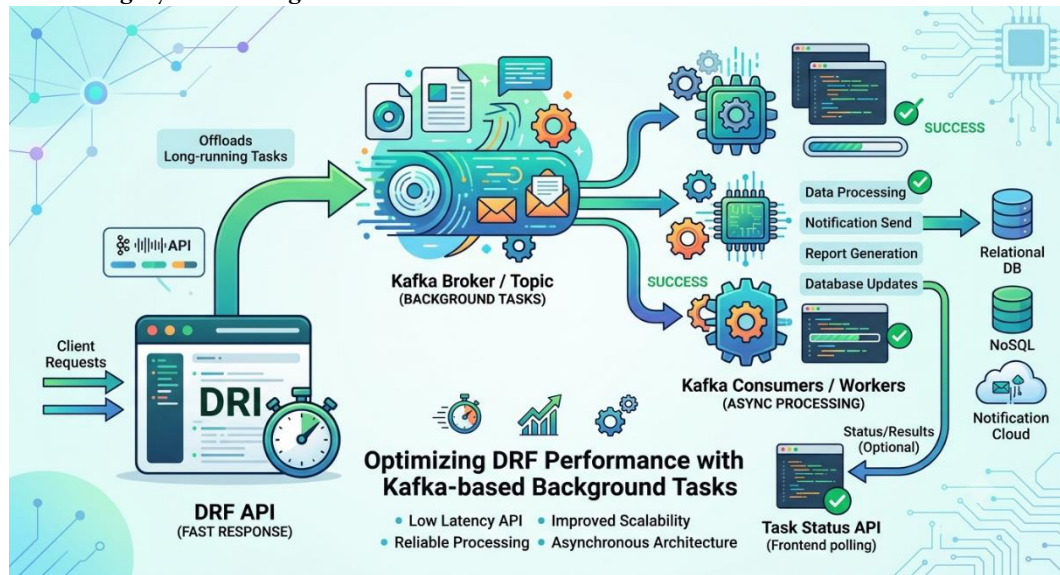 Offloads
Long-running Tasks
API
Client
Requests
DRI
DRF API
(FAST RESPONSE)
Kafka Broker / Topic
(BACKGROUND TASKS)
SUCCESS
SUCCESS
Data Processing
Notification Send
Report Generation
Database Updates
Kafka Consumers / Workers
(ASYNC PROCESSING)
Relational
DB
NoSQL
Notification
Cloud
Status/Results
(Optional)
Task Status API
(Frontend polling)
Optimizing DRF Performance with
Kafka-based Background Tasks
• Low Latency API • Improved Scalability
• Reliable Processing • Asynchronous Architecture